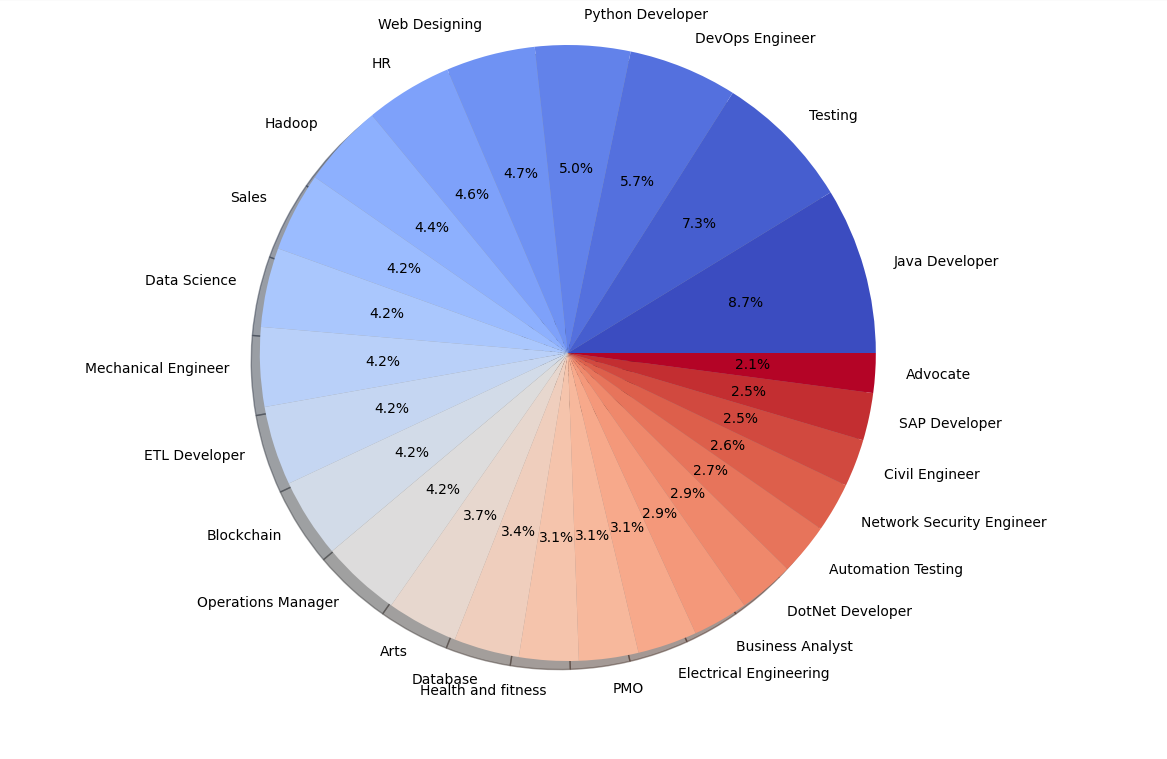 Python Developer
Web Designing
DevOps Engineer
HR
Testing
Hadoop
5.0%
4.7%
5.7%
4.6%
Sales
7.3%
4.4%
Java Developer
4.2%
Data Science
8.7%
4.2%
4.2%
2.1%
Mechanical Engineer
Advocate
2.5%
4.2%
2.5%
SAP Developer
2.6%
4.2%
ETL Developer
2.7%
Civil Engineer
4.2%
2.9%
2.9%
3.7%
Network Security Engineer
3.1%
3.4%
3.1%
3.1%
Blockchain
Automation Testing
Operations Manager
DotNet Developer
Business Analyst
Arts
Electrical Engineering
Database
PMO
Health and fitness